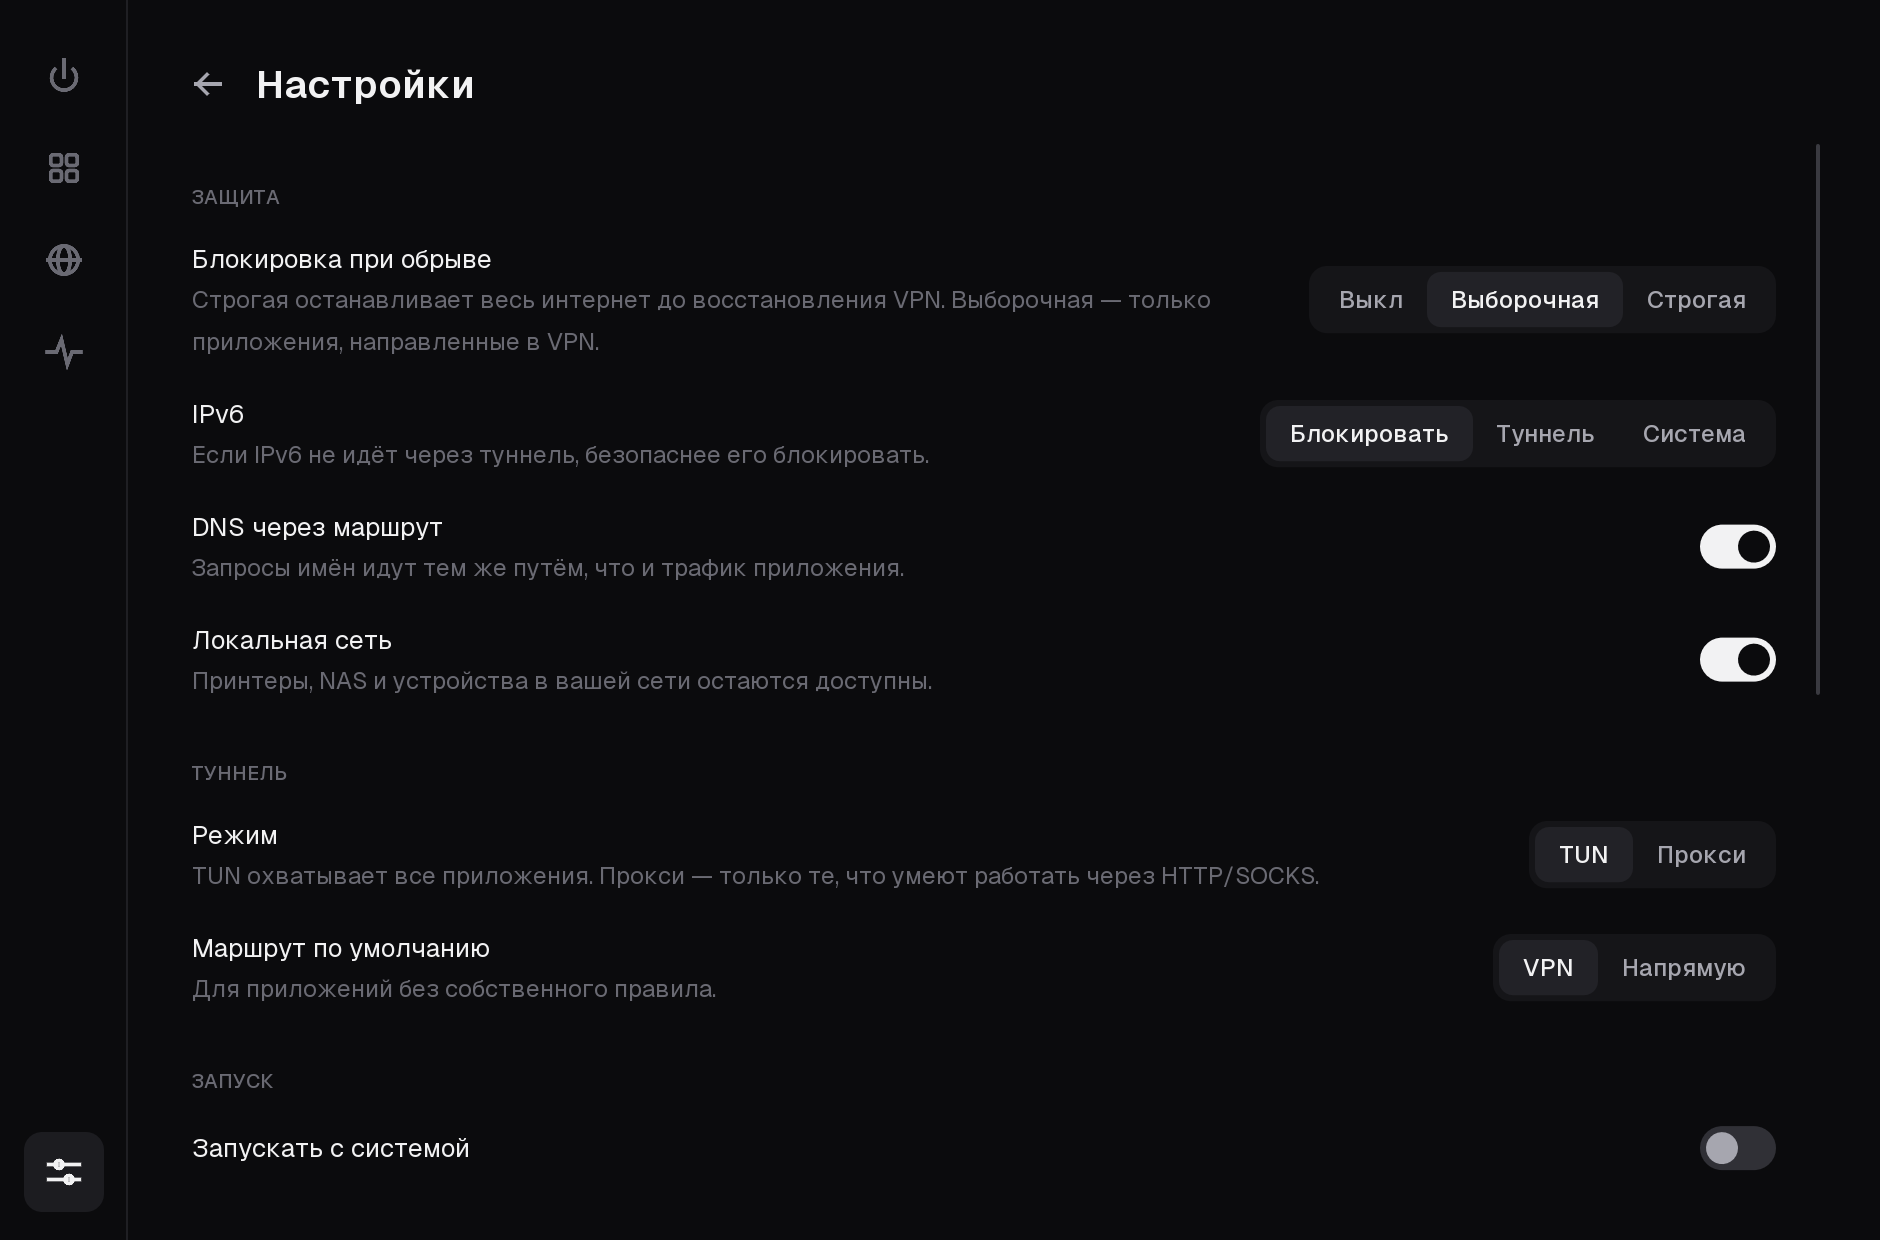 Настройки
ЗАЩИТА
Блокировка при обрыве
Строгая останавливает весь интернет до восстановления VPN. Выборочная — только
приложения, направленные в VPN.
Выкл Выборочная Строгая
IPv6
Если IPv6 не идёт через туннель, безопаснее его блокировать.
Блокировать Туннель Система
DNS через маршрут
Запросы имён идут тем же путём, что и трафик приложения.
Локальная сеть
Принтеры, NAS и устройства в вашей сети остаются доступны.
ТУННЕЛЬ
Режим
TUN охватывает все приложения. Прокси — только те, что умеют работать через HTTP/SOCKS.
TUN Прокси
Маршрут по умолчанию
Для приложений без собственного правила.
VPN Напрямую
ЗАПУСК
Запускать с системой